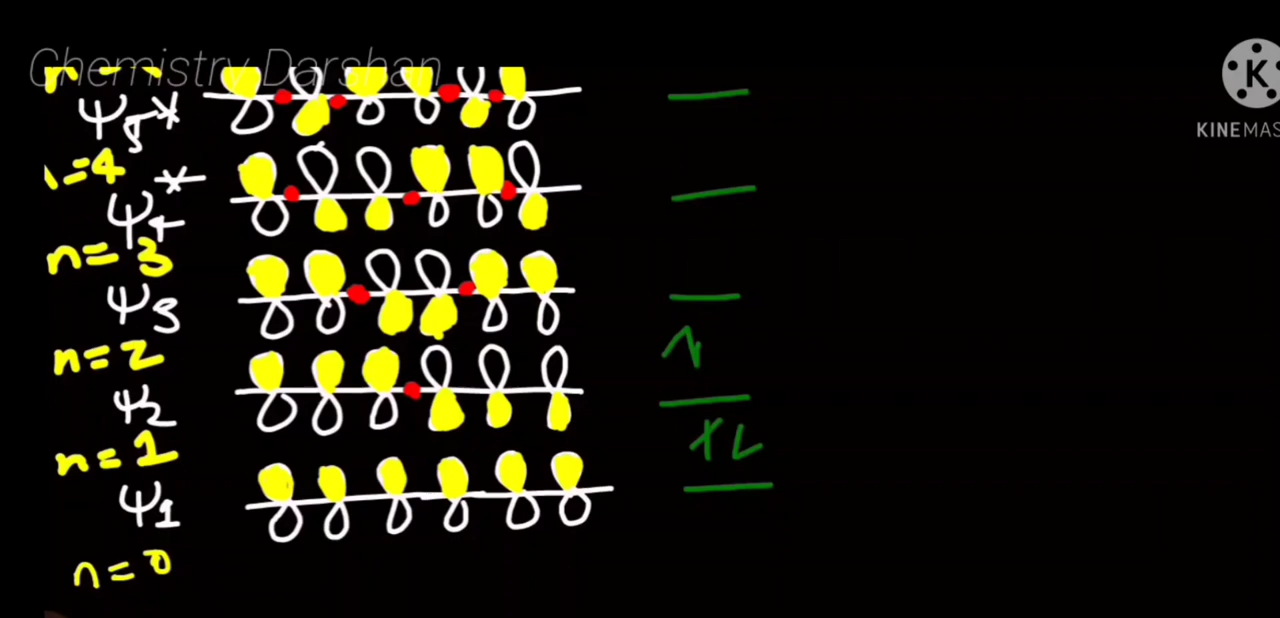 Chemistry Darshan
ψ5*
n=4
ψ4*
n=3
ψ3
n=2
ψ2
n=1
ψ1
n=0
K
KINEMAS